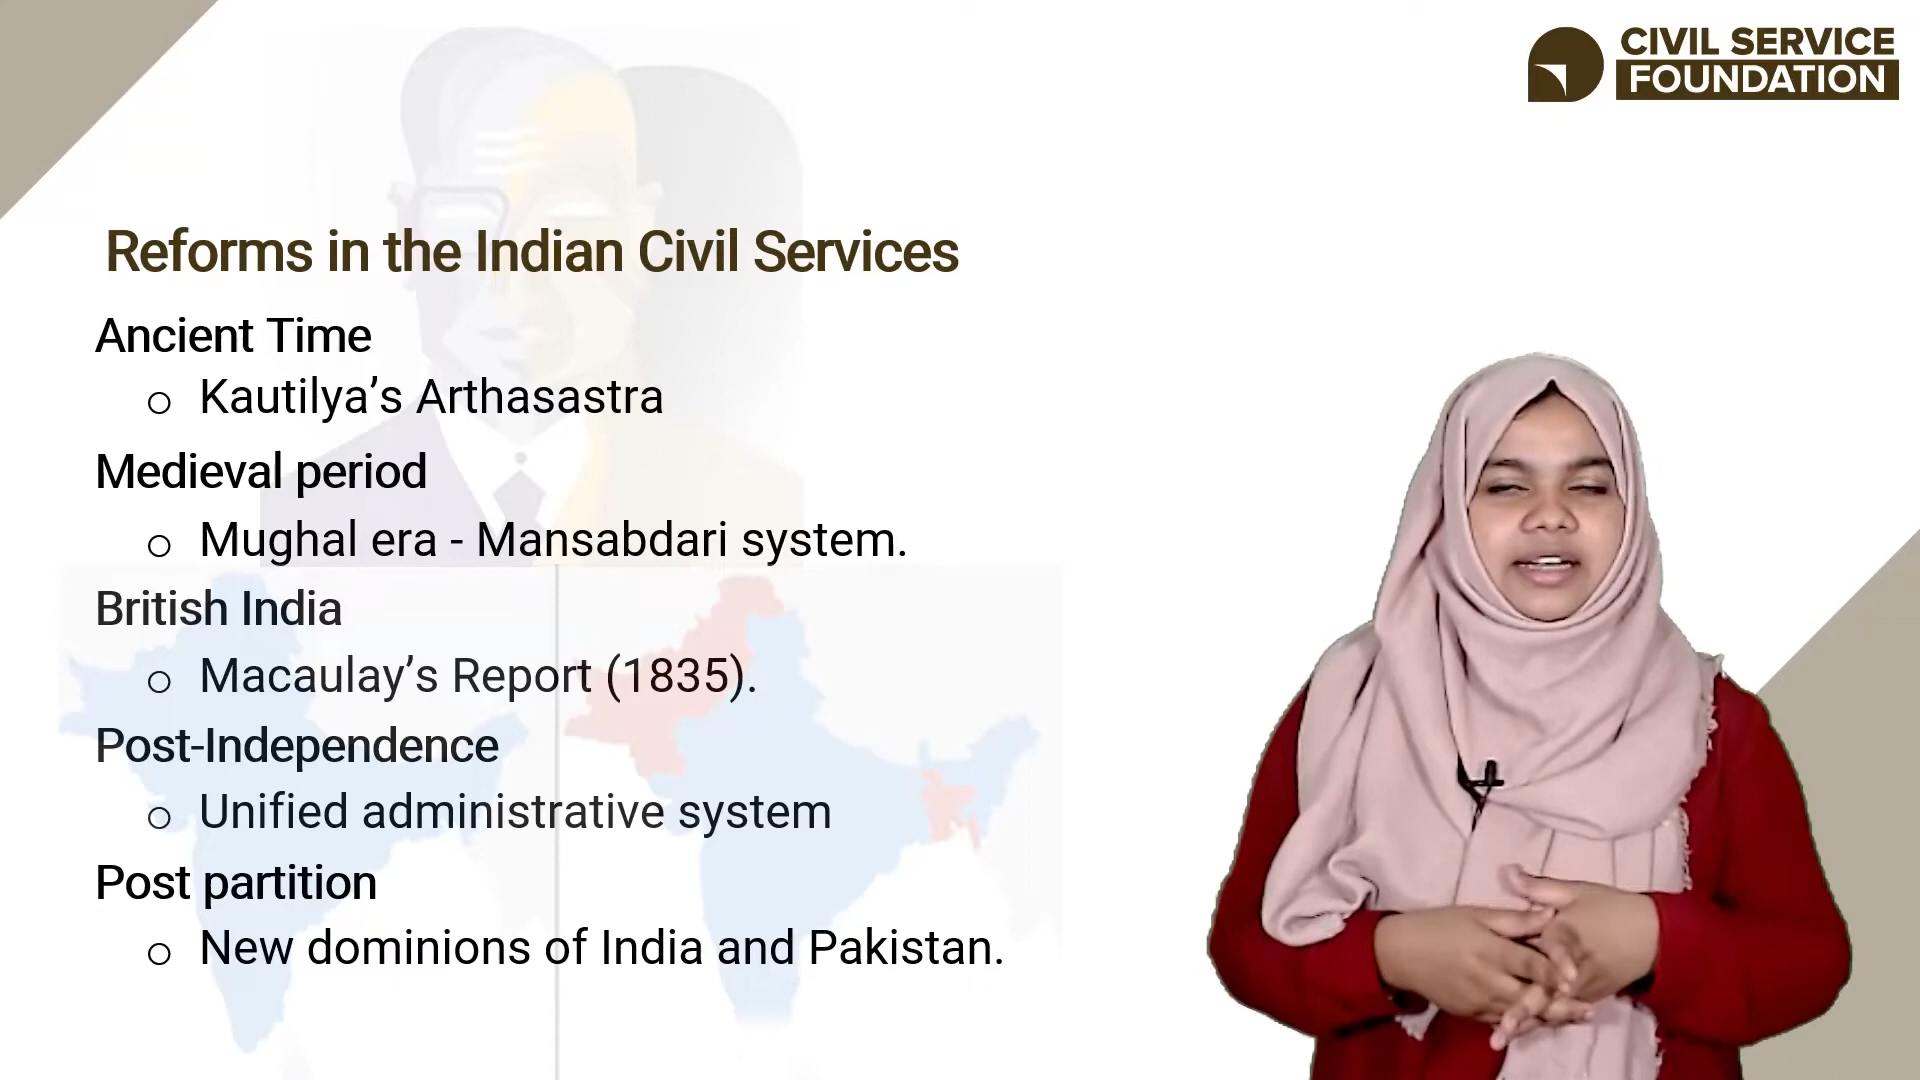 CIVIL SERVICE
FOUNDATION
Reforms in the Indian Civil Services
Ancient Time
o Kautilya’s Arthasastra
Medieval period
o Mughal era - Mansabdari system.
British India
o Macaulay’s Report (1835).
Post-Independence
o Unified administrative system
Post partition
o New dominions of India and Pakistan.